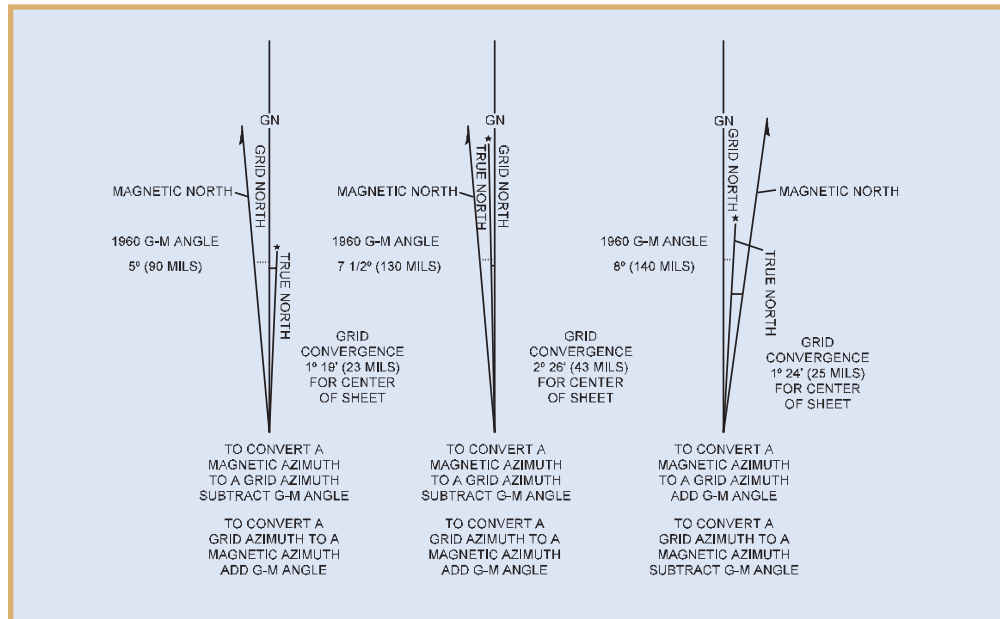 GN
GRID NORTH
MAGNETIC NORTH
1960 G-M ANGLE
5º (90 MILS)
TRUE NORTH
GRID
CONVERGENCE
1º 19' (23 MILS)
FOR CENTER
OF SHEET
TO CONVERT A
MAGNETIC AZIMUTH
TO A GRID AZIMUTH
SUBTRACT G-M ANGLE
TO CONVERT A
GRID AZIMUTH TO A
MAGNETIC AZIMUTH
ADD G-M ANGLE
GN
TRUE NORTH
GRID NORTH
MAGNETIC NORTH
1960 G-M ANGLE
7 1/2º (130 MILS)
GRID
CONVERGENCE
2º 26' (43 MILS)
FOR CENTER
OF SHEET
TO CONVERT A
MAGNETIC AZIMUTH
TO A GRID AZIMUTH
SUBTRACT G-M ANGLE
TO CONVERT A
GRID AZIMUTH TO A
MAGNETIC AZIMUTH
ADD G-M ANGLE
GN
GRID NORTH
MAGNETIC NORTH
1960 G-M ANGLE
8º (140 MILS)
TRUE NORTH
GRID
CONVERGENCE
1º 24' (25 MILS)
FOR CENTER
OF SHEET
TO CONVERT A
MAGNETIC AZIMUTH
TO A GRID AZIMUTH
ADD G-M ANGLE
TO CONVERT A
GRID AZIMUTH TO A
MAGNETIC AZIMUTH
SUBTRACT G-M ANGLE